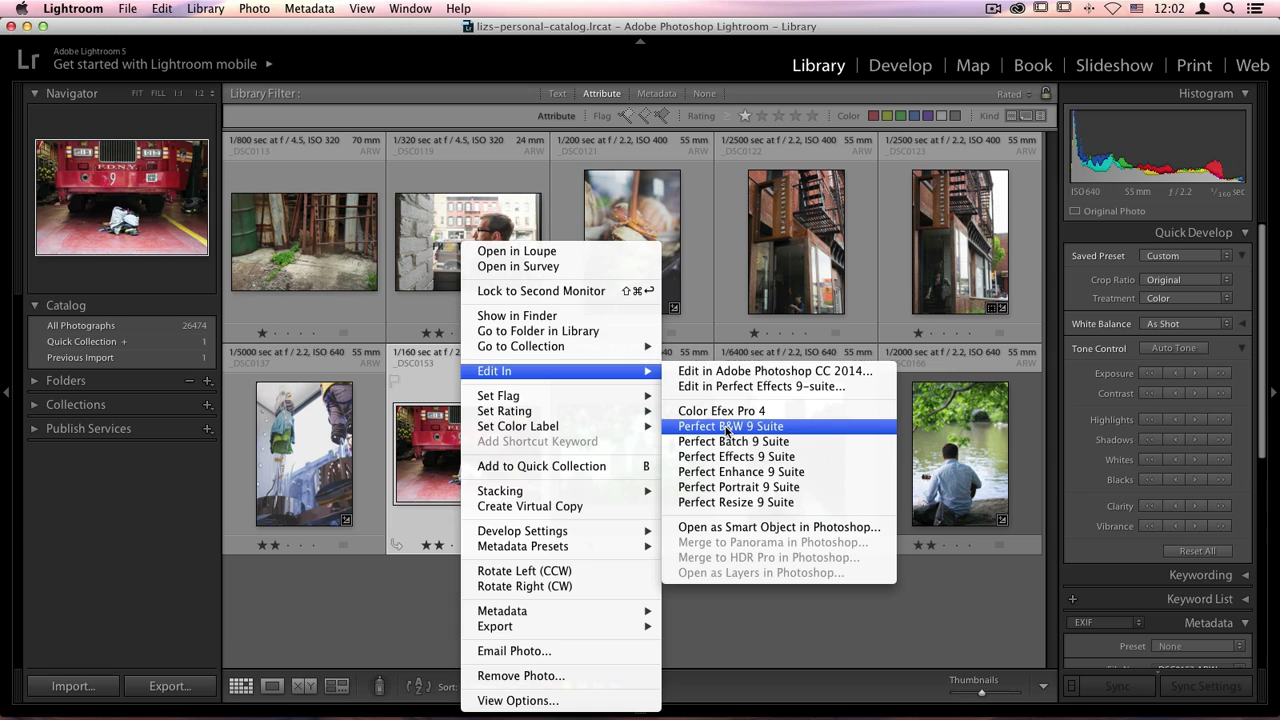 Lightroom File Edit Library Photo Metadata View Window Help 12:02
lizs-personal-catalog.lrcat – Adobe Photoshop Lightroom – Library
Lr
Adobe Lightroom 5
Get started with Lightroom mobile
Library Develop Map Book Slideshow Print Web
Navigator FIT FILL 1:1 1:2
F.D.N.Y.
9
Catalog
All Photographs 26474
Quick Collection + 1
Previous Import 1
Folders
Collections
Publish Services
Import... Export...
Library Filter: Text Attribute Metadata None Rated
Attribute Flag Rating ≥ Color Kind
1/800 sec at f / 4.5, ISO 320 70 mm
_DSC0113 ARW
1/320 sec at f / 4.5, ISO 320 24 mm
_DSC0119 ARW
1/200 sec at f / 2.2, ISO 400 55 mm
_DSC0121 ARW
1/2500 sec at f / 2.2, ISO 400 55 mm
_DSC0122 ARW
1/2500 sec at f / 2.2, ISO 400 55 mm
_DSC0123 ARW
1/5000 sec at f / 2.2, ISO 640 55 mm
_DSC0137 ARW
1/160 sec
_DSC0153
640 55 mm
1/6400 sec at f / 2.2, ISO 640 55 mm
1/2500 sec at f / 2.2, ISO 640 55 mm
_DSC0166 ARW
Open in Loupe
Open in Survey
Lock to Second Monitor ⇧⌘↩
Show in Finder
Go to Folder in Library
Go to Collection
Edit In
Set Flag
Set Rating
Set Color Label
Add Shortcut Keyword
Add to Quick Collection B
Stacking
Create Virtual Copy
Develop Settings
Metadata Presets
Rotate Left (CCW)
Rotate Right (CW)
Metadata
Export
Email Photo...
Remove Photo...
View Options...
Edit in Adobe Photoshop CC 2014...
Edit in Perfect Effects 9-suite...
Color Efex Pro 4
Perfect B&W 9 Suite
Perfect Batch 9 Suite
Perfect Effects 9 Suite
Perfect Enhance 9 Suite
Perfect Portrait 9 Suite
Perfect Resize 9 Suite
Open as Smart Object in Photoshop...
Merge to Panorama in Photoshop...
Merge to HDR Pro in Photoshop...
Open as Layers in Photoshop...
Sort: Thumbnails
Histogram
ISO 640 55 mm ƒ / 2.2 1/160 sec
Original Photo
Quick Develop
Saved Preset Custom
Crop Ratio Original
Treatment Color
White Balance As Shot
Tone Control Auto Tone
Exposure
Contrast
Highlights
Shadows
Whites
Blacks
Clarity
Vibrance
Reset All
Keywording
Keyword List
EXIF Metadata
Preset None
Sync Sync Settings